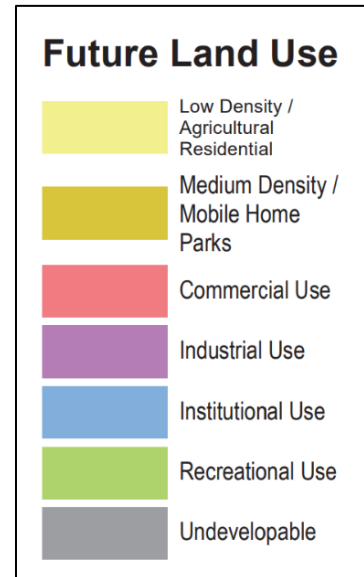 Future Land Use
Low Density /
Agricultural
Residential
Medium Density /
Mobile Home
Parks
Commercial Use
Industrial Use
Institutional Use
Recreational Use
Undevelopable